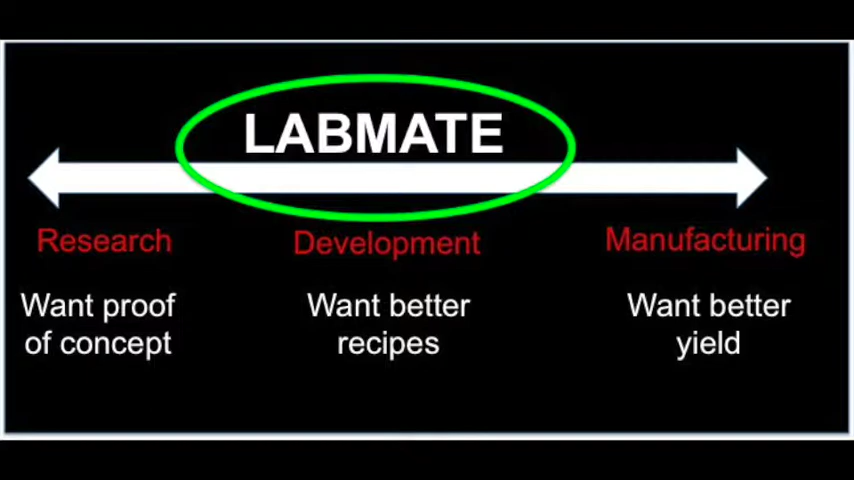 LABMATE
Research
Development
Manufacturing
Want proof
of concept
Want better
recipes
Want better
yield